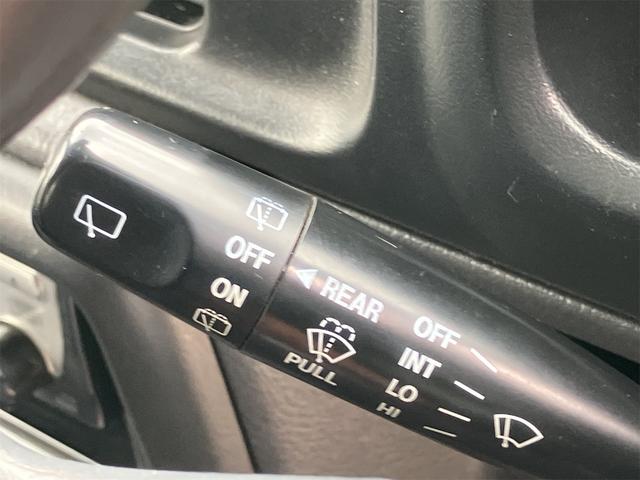 OFF
ON
REAR
PULL
OFF
INT
LO
HI